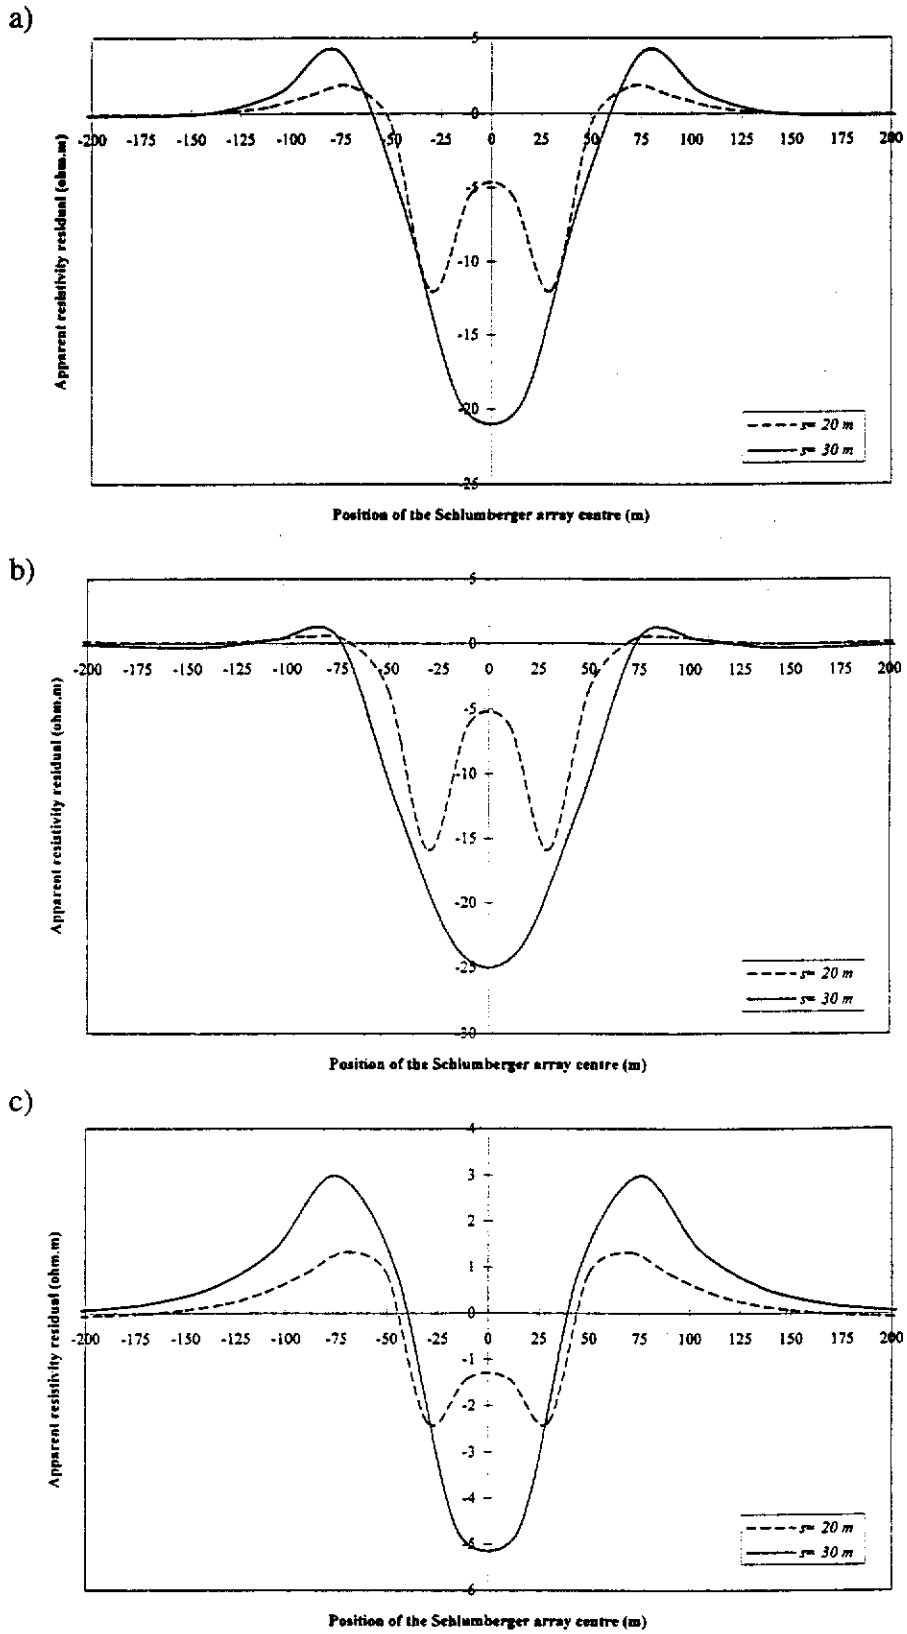 a)
5
0
-200 -175 -150 -125 -100 -75 -50 -25 0 25 50 75 100 125 150 175 200
-5
-10
-15
-20
-25
Apparent resistivity residual (ohm.m)
s= 20 m
s= 30 m
Position of the Schlumberger array centre (m)
b)
5
0
-200 -175 -150 -125 -100 -75 -50 -25 0 25 50 75 100 125 150 175 200
-5
-10
-15
-20
-25
-30
Apparent resistivity residual (ohm.m)
s= 20 m
s= 30 m
Position of the Schlumberger array centre (m)
c)
4
3
2
1
0
-200 -175 -150 -125 -100 -75 -50 -25 0 25 50 75 100 125 150 175 200
-1
-2
-3
-4
-5
-6
Apparent resistivity residual (ohm.m)
s= 20 m
s= 30 m
Position of the Schlumberger array centre (m)